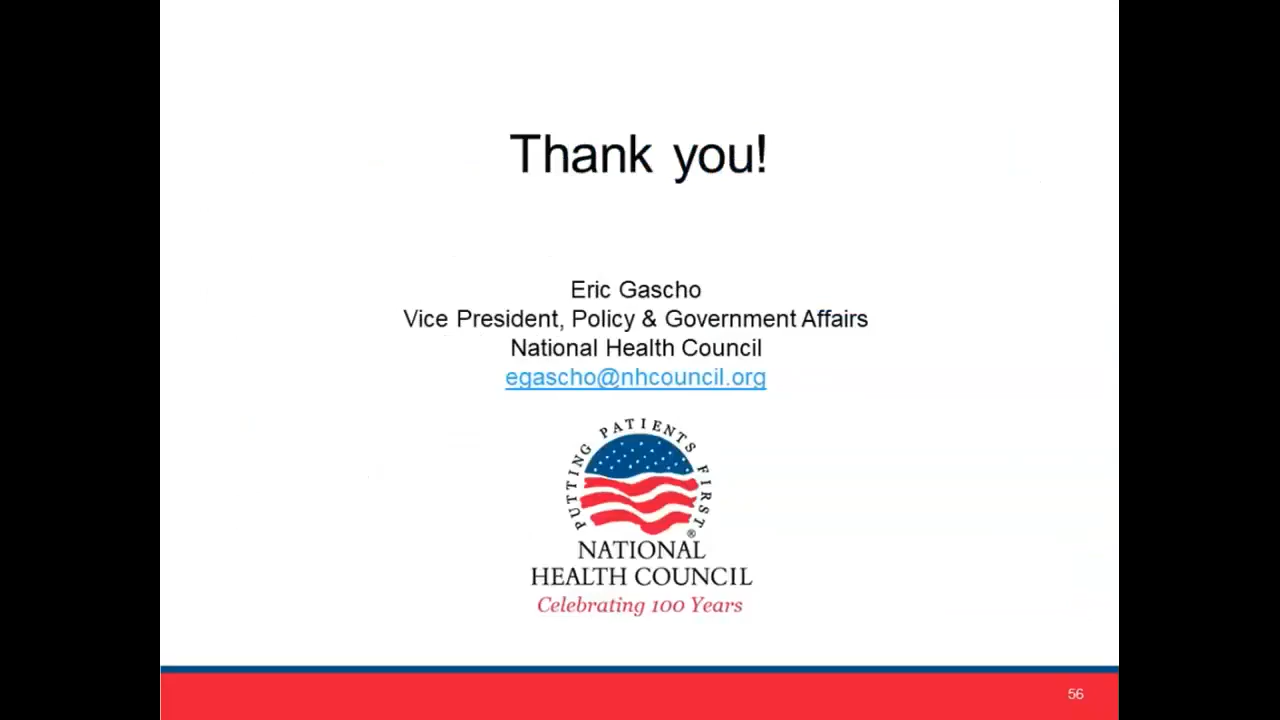 Thank you!
Eric Gascho
Vice President, Policy & Government Affairs
National Health Council
egascho@nhcouncil.org
PUTTING PATIENTS FIRST®
NATIONAL
HEALTH COUNCIL
Celebrating 100 Years
56